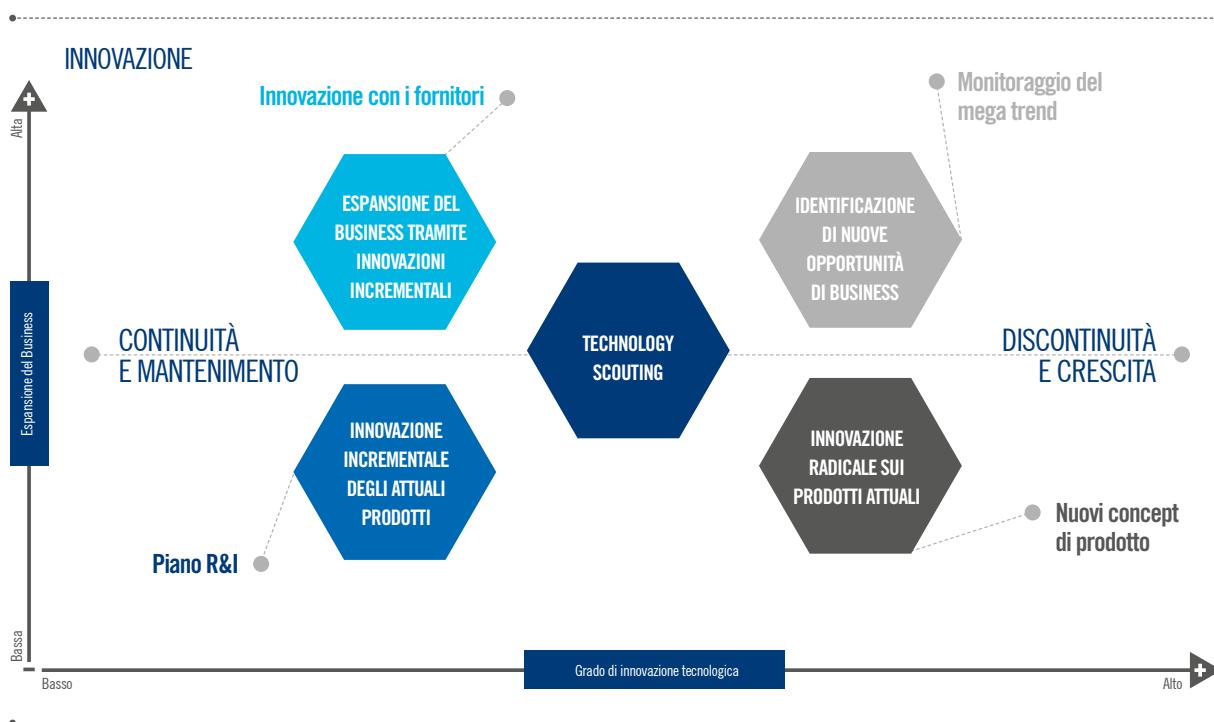 INNOVAZIONE
Innovazione con i fornitori
Monitoraggio del
mega trend
Alta
ESPANSIONE DEL
BUSINESS TRAMITE
INNOVAZIONI
INCREMENTALI
IDENTIFICAZIONE
DI NUOVE
OPPORTUNITÀ
DI BUSINESS
Espansione del Business
CONTINUITÀ
E MANTENIMENTO
TECHNOLOGY
SCOUTING
DISCONTINUITÀ
E CRESCITA
INNOVAZIONE
INCREMENTALE
DEGLI ATTUALI
PRODOTTI
INNOVAZIONE
RADICALE SUI
PRODOTTI ATTUALI
Piano R&I
Nuovi concept
di prodotto
Bassa
Basso
Grado di innovazione tecnologica
Alto